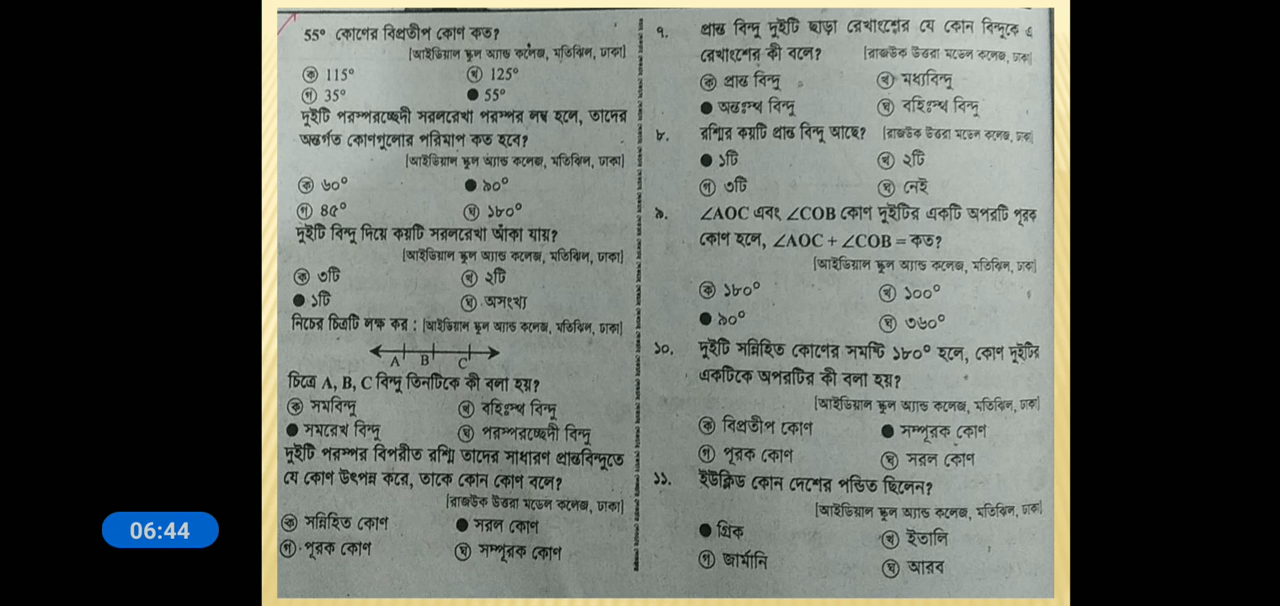 55° কোণের বিপ্রতীপ কোণ কত?
[আইডিয়াল স্কুল অ্যান্ড কলেজ, মতিঝিল, ঢাকা]
ক 115° খ 125°
গ 35° ● 55°
দুইটি পরস্পরচ্ছেদী সরলরেখা পরস্পর লম্ব হলে, তাদের
অন্তর্গত কোণগুলোর পরিমাপ কত হবে?
[আইডিয়াল স্কুল অ্যান্ড কলেজ, মতিঝিল, ঢাকা]
ক ৬০° ● ৯০°
গ ৪৫° ঘ ১৮০°
দুইটি বিন্দু দিয়ে কয়টি সরলরেখা আঁকা যায়?
[আইডিয়াল স্কুল অ্যান্ড কলেজ, মতিঝিল, ঢাকা]
ক ৩টি খ ২টি
● ১টি ঘ অসংখ্য
নিচের চিত্রটি লক্ষ কর : [আইডিয়াল স্কুল অ্যান্ড কলেজ, মতিঝিল, ঢাকা]
A B C
চিত্রে A, B, C বিন্দু তিনটিকে কী বলা হয়?
ক সমবিন্দু খ বহিঃস্থ বিন্দু
● সমরেখ বিন্দু ঘ পরস্পরচ্ছেদী বিন্দু
দুইটি পরস্পর বিপরীত রশ্মি তাদের সাধারণ প্রান্তবিন্দুতে
যে কোণ উৎপন্ন করে, তাকে কোন কোণ বলে?
[রাজউক উত্তরা মডেল কলেজ, ঢাকা]
ক সন্নিহিত কোণ ● সরল কোণ
গ পূরক কোণ ঘ সম্পূরক কোণ
৭. প্রান্ত বিন্দু দুইটি ছাড়া রেখাংশের যে কোন বিন্দুকে ঐ
রেখাংশের কী বলে? [রাজউক উত্তরা মডেল কলেজ, ঢাকা]
ক প্রান্ত বিন্দু খ মধ্যবিন্দু
● অন্তঃস্থ বিন্দু ঘ বহিঃস্থ বিন্দু
৮. রশ্মির কয়টি প্রান্ত বিন্দু আছে? [রাজউক উত্তরা মডেল কলেজ, ঢাকা]
● ১টি খ ২টি
গ ৩টি ঘ নেই
৯. ∠AOC এবং ∠COB কোণ দুইটির একটি অপরটি পূরক
কোণ হলে, ∠AOC + ∠COB = কত?
[আইডিয়াল স্কুল অ্যান্ড কলেজ, মতিঝিল, ঢাকা]
ক ১৮০° খ ১০০°
● ৯০° ঘ ৩৬০°
১০. দুইটি সন্নিহিত কোণের সমষ্টি ১৮০° হলে, কোণ দুইটির
একটিকে অপরটির কী বলা হয়?
[আইডিয়াল স্কুল অ্যান্ড কলেজ, মতিঝিল, ঢাকা]
ক বিপ্রতীপ কোণ ● সম্পূরক কোণ
গ পূরক কোণ ঘ সরল কোণ
১১. ইউক্লিড কোন দেশের পন্ডিত ছিলেন?
[আইডিয়াল স্কুল অ্যান্ড কলেজ, মতিঝিল, ঢাকা]
● গ্রিক খ ইতালি
গ জার্মানি ঘ আরব
06:44